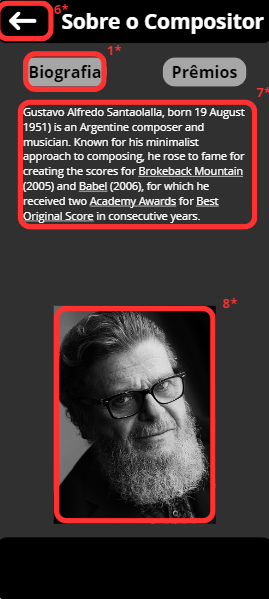 6*
Sobre o Compositor
1*
Biografia
Prêmios
7*
Gustavo Alfredo Santaolalla, born 19 August
1951) is an Argentine composer and
musician. Known for his minimalist
approach to composing, he rose to fame for
creating the scores for Brokeback Mountain
(2005) and Babel (2006), for which he
received two Academy Awards for Best
Original Score in consecutive years.
8*